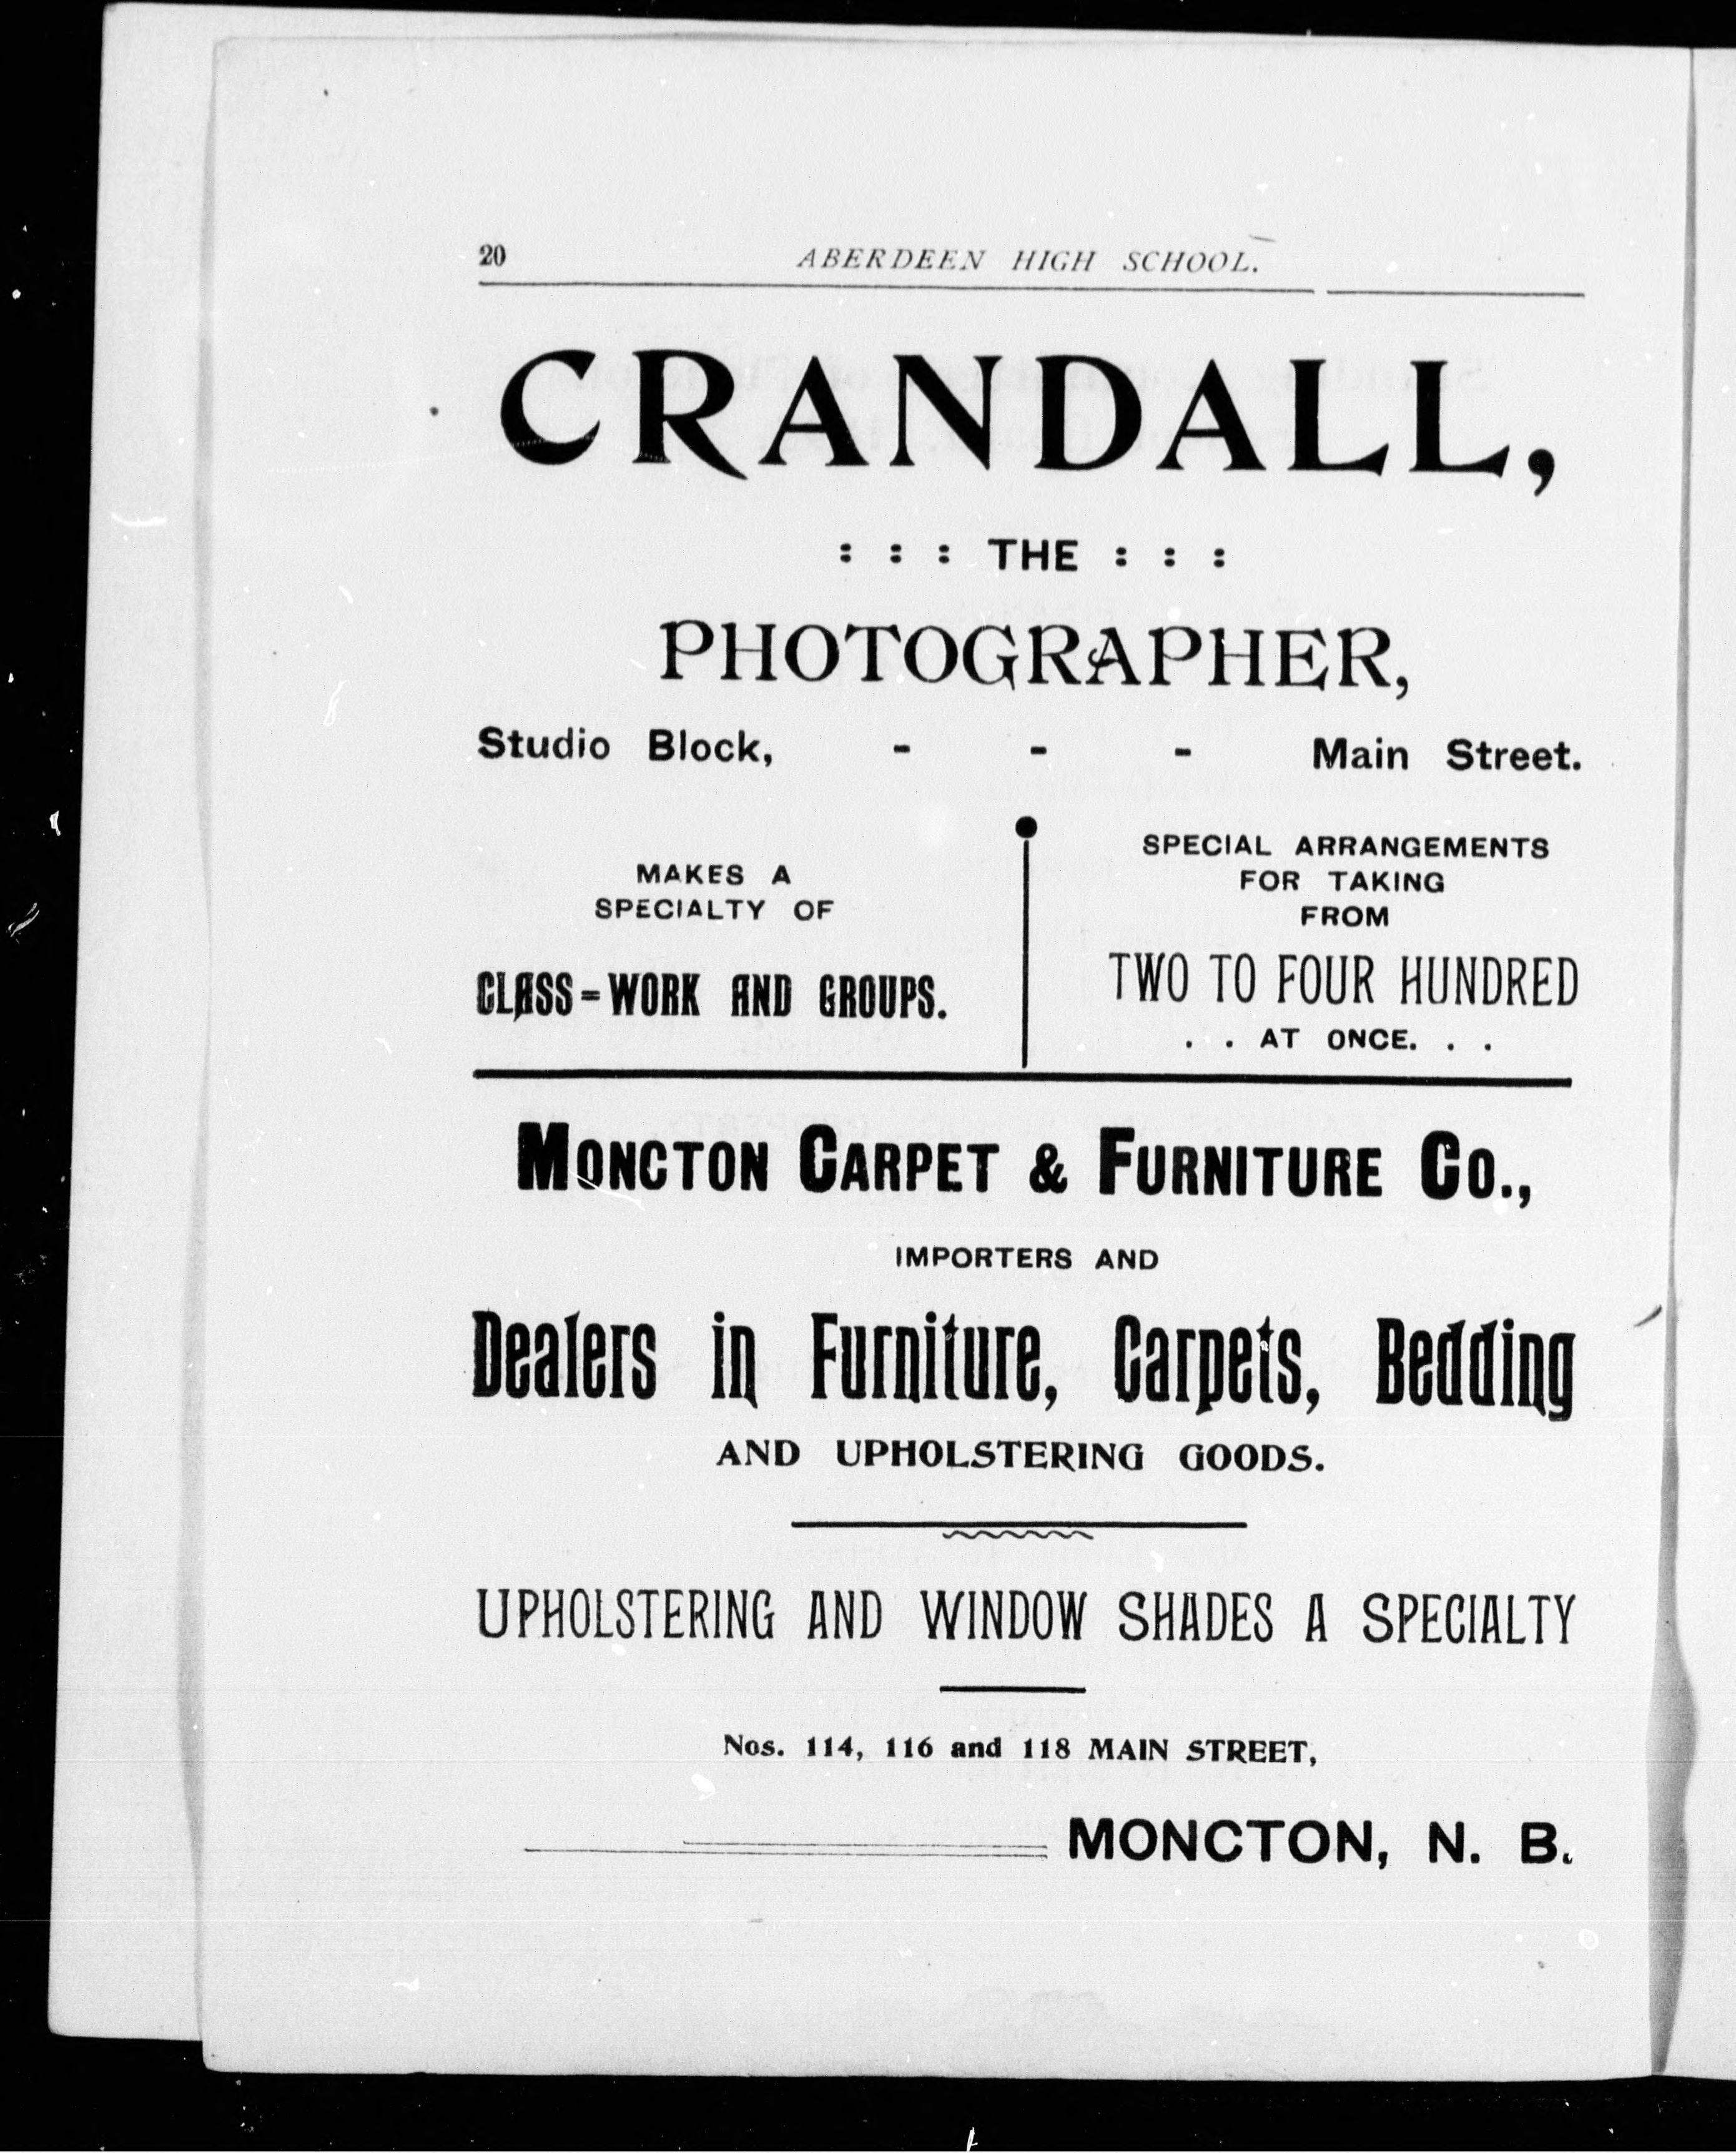 20 ABERDEEN HIGH SCHOOL.
CRANDALL,
: : : THE : : :
PHOTOGRAPHER,
Studio Block, - - - Main Street.
MAKES A
SPECIALTY OF
CLASS=WORK AND GROUPS.
SPECIAL ARRANGEMENTS
FOR TAKING
FROM
TWO TO FOUR HUNDRED
. . AT ONCE. . .
MONCTON CARPET & FURNITURE CO.,
IMPORTERS AND
Dealers in Furniture, Carpets, Bedding
AND UPHOLSTERING GOODS.
UPHOLSTERING AND WINDOW SHADES A SPECIALTY
Nos. 114, 116 and 118 MAIN STREET,
MONCTON, N. B.